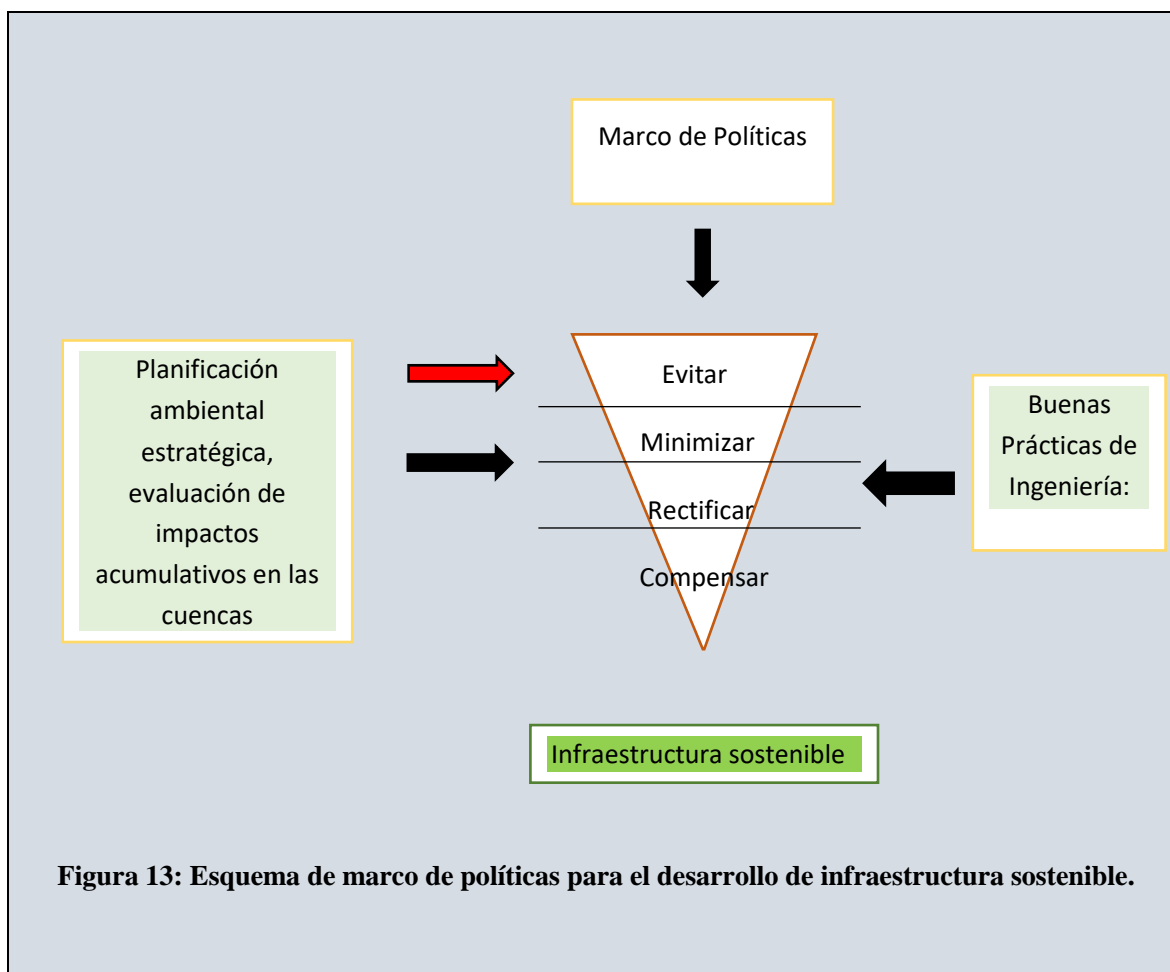 Marco de Políticas
Planificación
ambiental
estratégica,
evaluación de
impactos
acumulativos en las
cuencas
Evitar
Minimizar
Rectificar
Compensar
Buenas
Prácticas de
Ingeniería:
Infraestructura sostenible
Figura 13: Esquema de marco de políticas para el desarrollo de infraestructura sostenible.